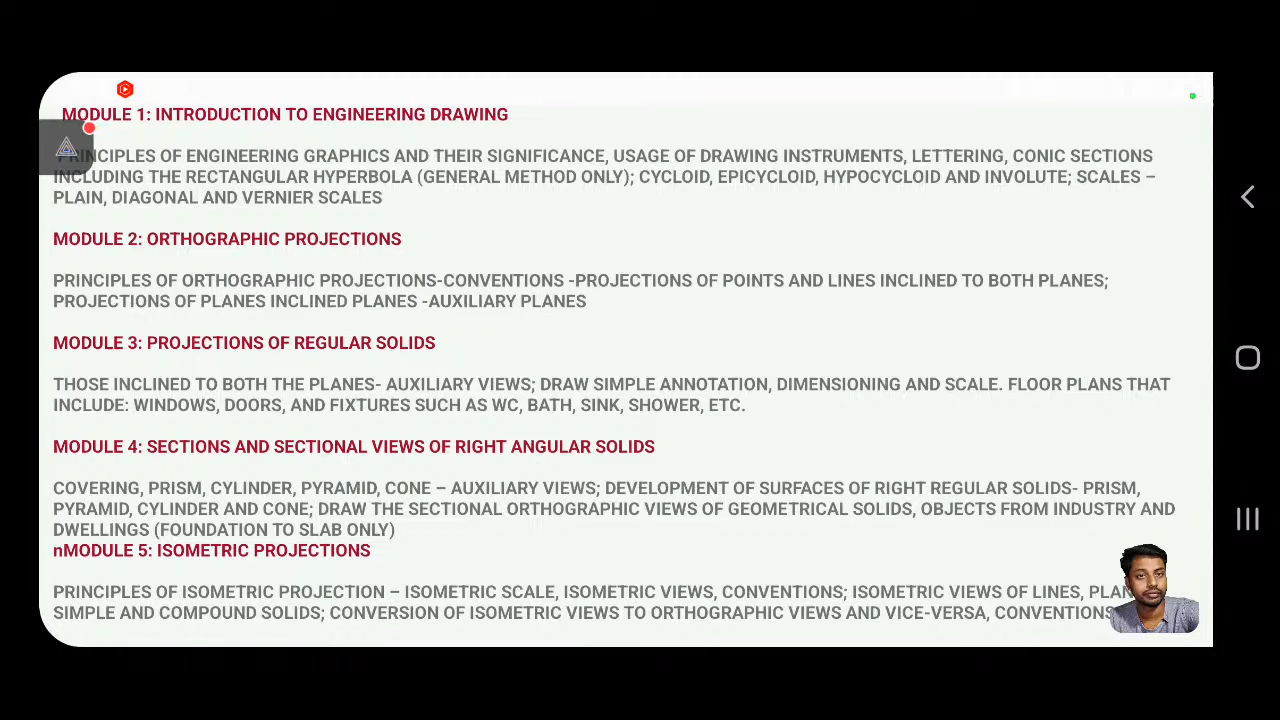 MODULE 1: INTRODUCTION TO ENGINEERING DRAWING
PRINCIPLES OF ENGINEERING GRAPHICS AND THEIR SIGNIFICANCE, USAGE OF DRAWING INSTRUMENTS, LETTERING, CONIC SECTIONS
INCLUDING THE RECTANGULAR HYPERBOLA (GENERAL METHOD ONLY); CYCLOID, EPICYCLOID, HYPOCYCLOID AND INVOLUTE; SCALES –
PLAIN, DIAGONAL AND VERNIER SCALES
MODULE 2: ORTHOGRAPHIC PROJECTIONS
PRINCIPLES OF ORTHOGRAPHIC PROJECTIONS-CONVENTIONS -PROJECTIONS OF POINTS AND LINES INCLINED TO BOTH PLANES;
PROJECTIONS OF PLANES INCLINED PLANES -AUXILIARY PLANES
MODULE 3: PROJECTIONS OF REGULAR SOLIDS
THOSE INCLINED TO BOTH THE PLANES- AUXILIARY VIEWS; DRAW SIMPLE ANNOTATION, DIMENSIONING AND SCALE. FLOOR PLANS THAT
INCLUDE: WINDOWS, DOORS, AND FIXTURES SUCH AS WC, BATH, SINK, SHOWER, ETC.
MODULE 4: SECTIONS AND SECTIONAL VIEWS OF RIGHT ANGULAR SOLIDS
COVERING, PRISM, CYLINDER, PYRAMID, CONE – AUXILIARY VIEWS; DEVELOPMENT OF SURFACES OF RIGHT REGULAR SOLIDS- PRISM,
PYRAMID, CYLINDER AND CONE; DRAW THE SECTIONAL ORTHOGRAPHIC VIEWS OF GEOMETRICAL SOLIDS, OBJECTS FROM INDUSTRY AND
DWELLINGS (FOUNDATION TO SLAB ONLY)
nMODULE 5: ISOMETRIC PROJECTIONS
PRINCIPLES OF ISOMETRIC PROJECTION – ISOMETRIC SCALE, ISOMETRIC VIEWS, CONVENTIONS; ISOMETRIC VIEWS OF LINES,
SIMPLE AND COMPOUND SOLIDS; CONVERSION OF ISOMETRIC VIEWS TO ORTHOGRAPHIC VIEWS AND VICE-VERSA, CONVENTIONS